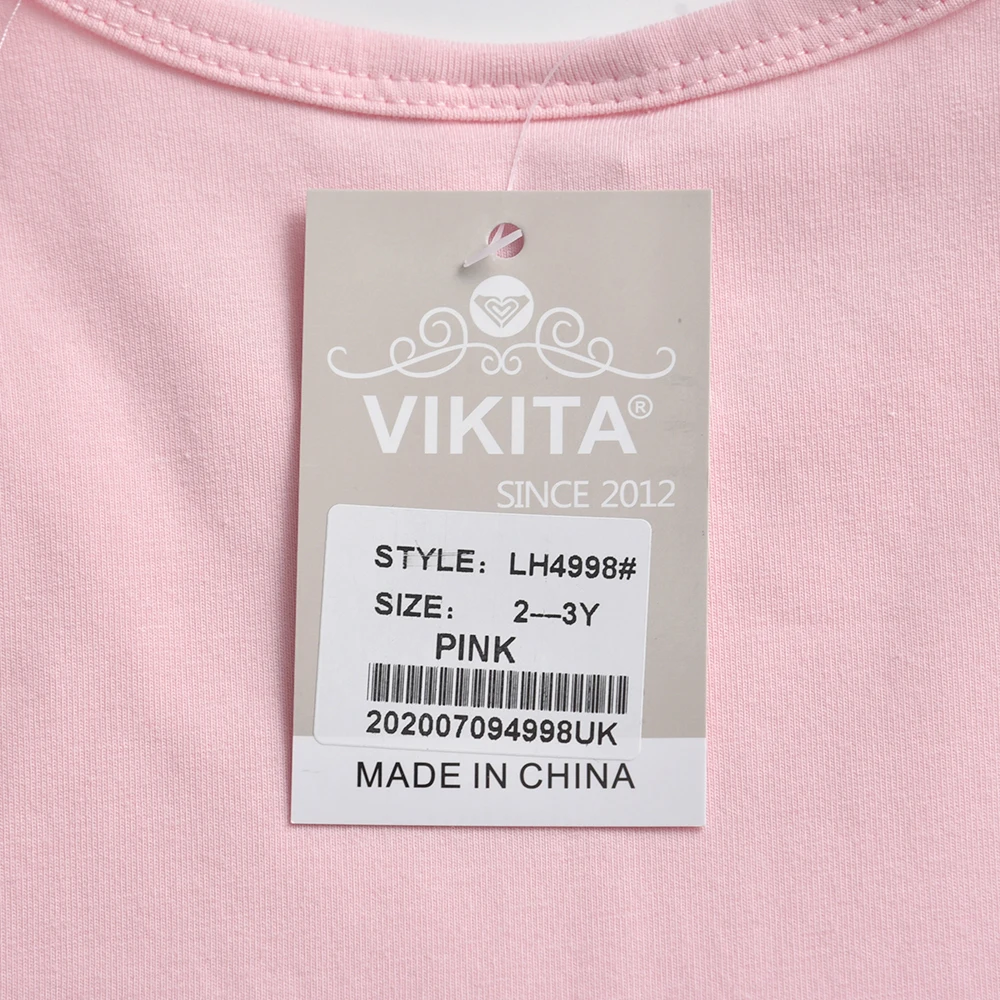 VIKITA®
SINCE 2012
STYLE: LH4998#
SIZE: 2—3Y
PINK
202007094998UK
MADE IN CHINA